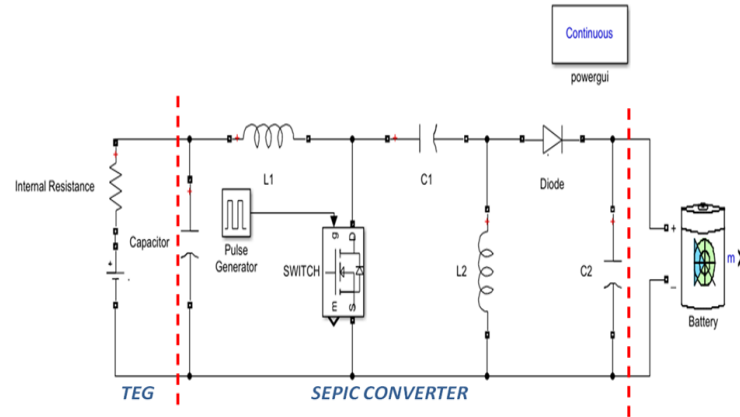 Continuous
powergui
Internal Resistance
L1
C1
Diode
Capacitor
Pulse
Generator
SWITCH
g
D
m
S
L2
C2
+
−
m
Battery
TEG
SEPIC CONVERTER